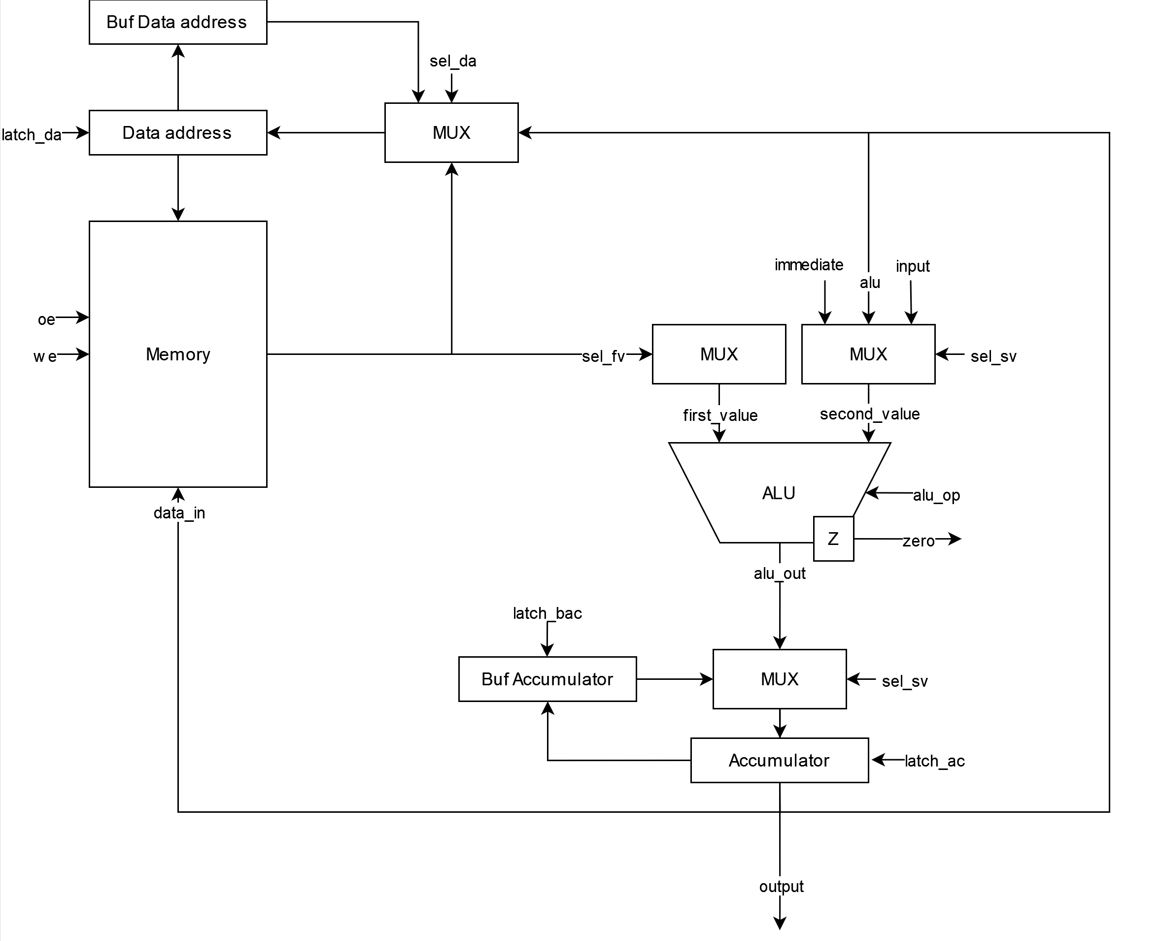 Buf Data address
sel_da
latch_da
Data address
MUX
immediate
input
alu
oe
we
Memory
sel_fv
MUX
MUX
sel_sv
first_value
second_value
ALU
alu_op
data_in
Z
zero
alu_out
latch_bac
Buf Accumulator
MUX
sel_sv
Accumulator
latch_ac
output